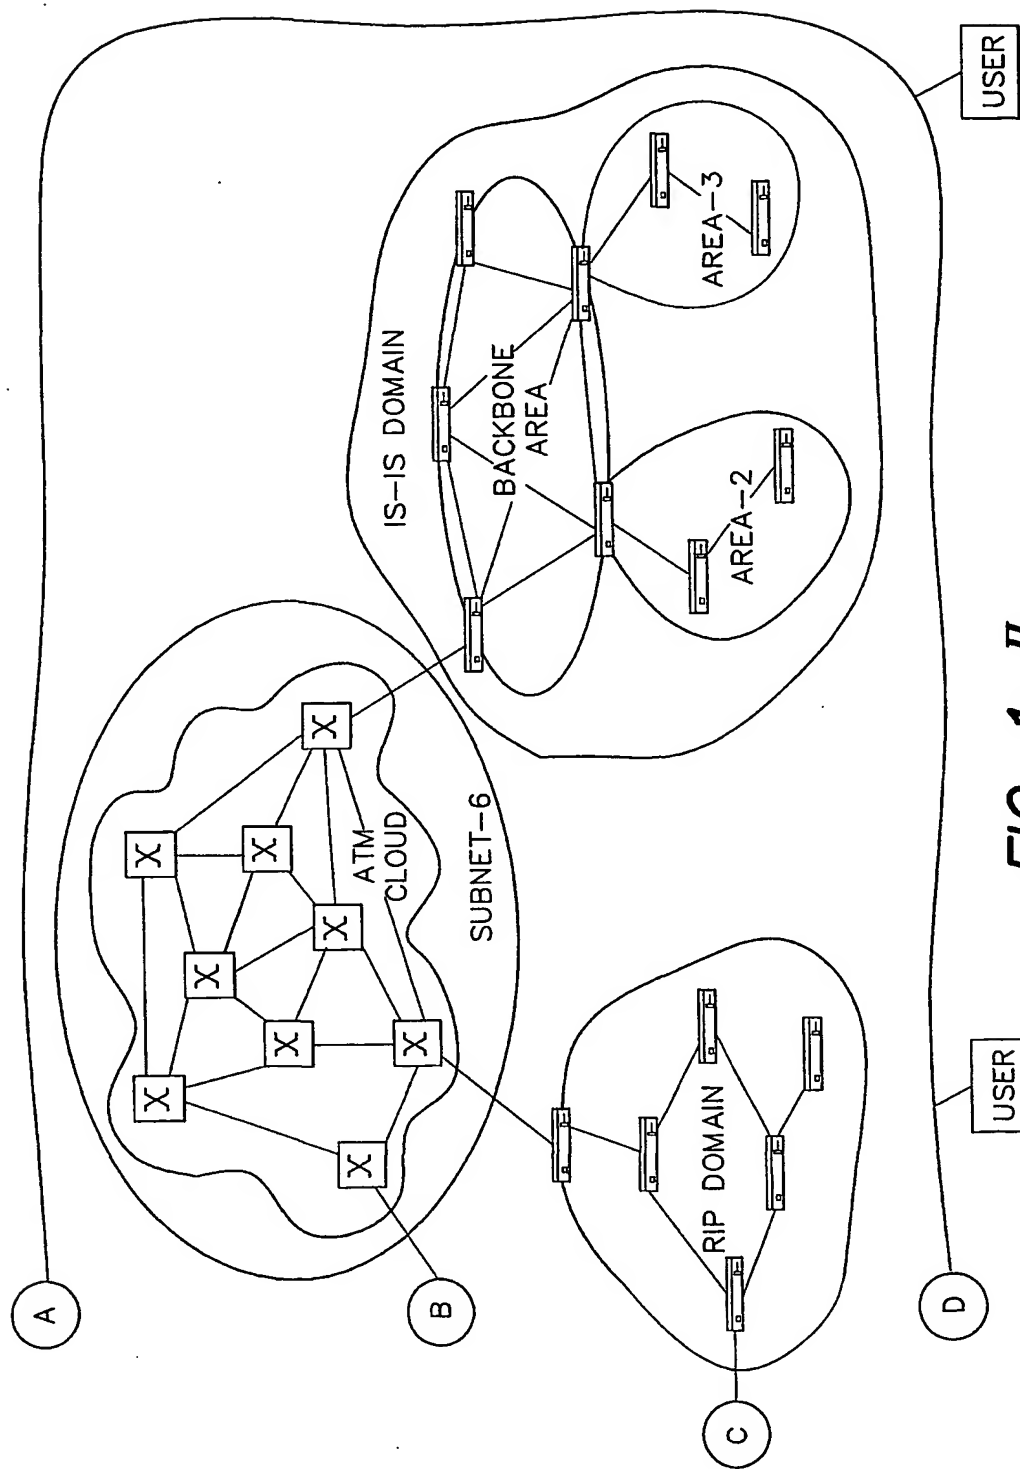 A
ATM
CLOUD
IS-IS DOMAIN
B
SUBNET-6
BACKBONE
AREA
RIP DOMAIN
AREA-2
AREA-3
C
D
USER
USER